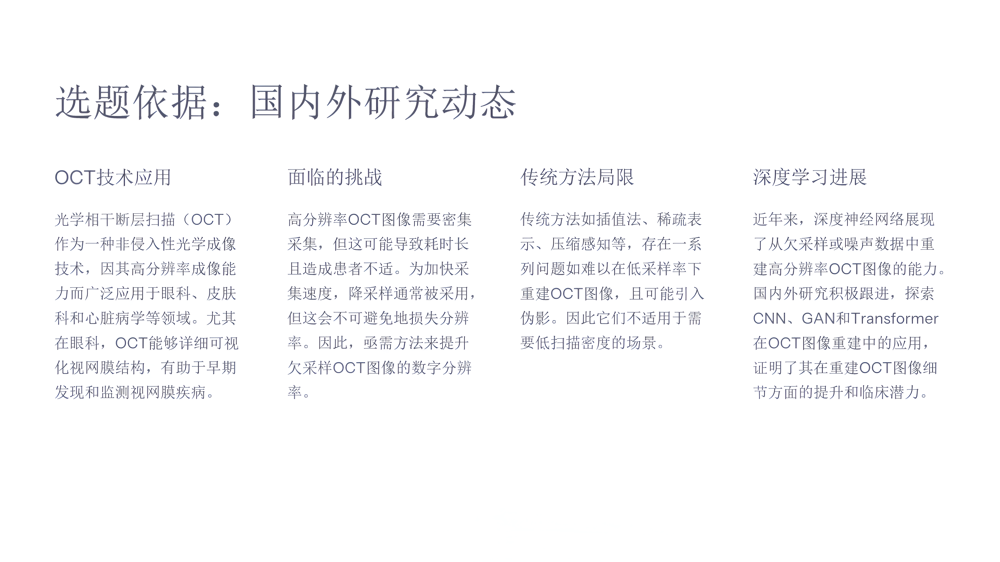 选题依据：国内外研究动态
OCT技术应用
光学相干断层扫描（OCT）
作为一种非侵入性光学成像
技术，因其高分辨率成像能
力而广泛应用于眼科、皮肤
科和心脏病学等领域。尤其
在眼科，OCT能够详细可视
化视网膜结构，有助于早期
发现和监测视网膜疾病。
面临的挑战
高分辨率OCT图像需要密集
采集，但这可能导致耗时长
且造成患者不适。为加快采
集速度，降采样通常被采用，
但这会不可避免地损失分辨
率。因此，亟需方法来提升
欠采样OCT图像的数字分辨
率。
传统方法局限
传统方法如插值法、稀疏表
示、压缩感知等，存在一系
列问题如难以在低采样率下
重建OCT图像，且可能引入
伪影。因此它们不适用于需
要低扫描密度的场景。
深度学习进展
近年来，深度神经网络展现
了从欠采样或噪声数据中重
建高分辨率OCT图像的能力。
国内外研究积极跟进，探索
CNN、GAN和Transformer
在OCT图像重建中的应用，
证明了其在重建OCT图像细
节方面的提升和临床潜力。